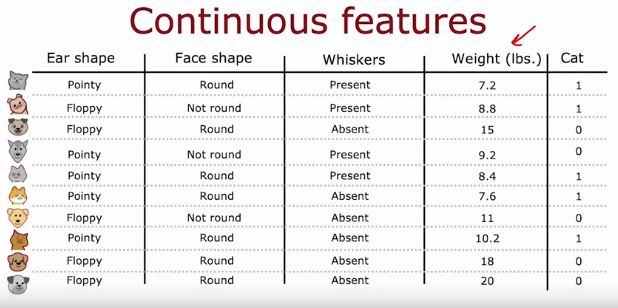 Continuous features
Ear shape Face shape Whiskers Weight (lbs.) Cat
Pointy Round Present 7.2 1
Floppy Not round Present 8.8 1
Floppy Round Absent 15 0
Pointy Not round Present 9.2 0
Pointy Round Present 8.4 1
Pointy Round Absent 7.6 1
Floppy Not round Absent 11 0
Pointy Round Absent 10.2 1
Floppy Round Absent 18 0
Floppy Round Absent 20 0